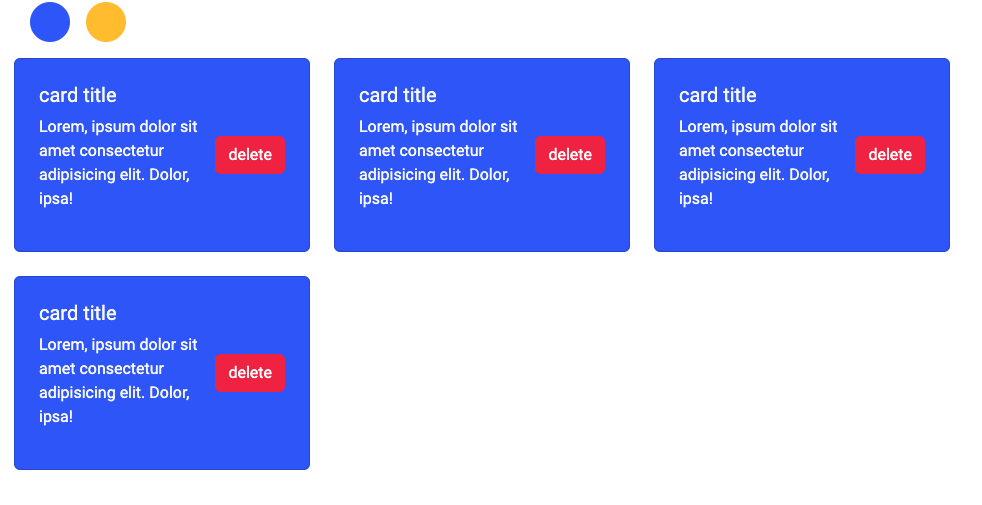 card title
Lorem, ipsum dolor sit
amet consectetur
adipisicing elit. Dolor,
ipsa!
delete
card title
Lorem, ipsum dolor sit
amet consectetur
adipisicing elit. Dolor,
ipsa!
delete
card title
Lorem, ipsum dolor sit
amet consectetur
adipisicing elit. Dolor,
ipsa!
delete
card title
Lorem, ipsum dolor sit
amet consectetur
adipisicing elit. Dolor,
ipsa!
delete